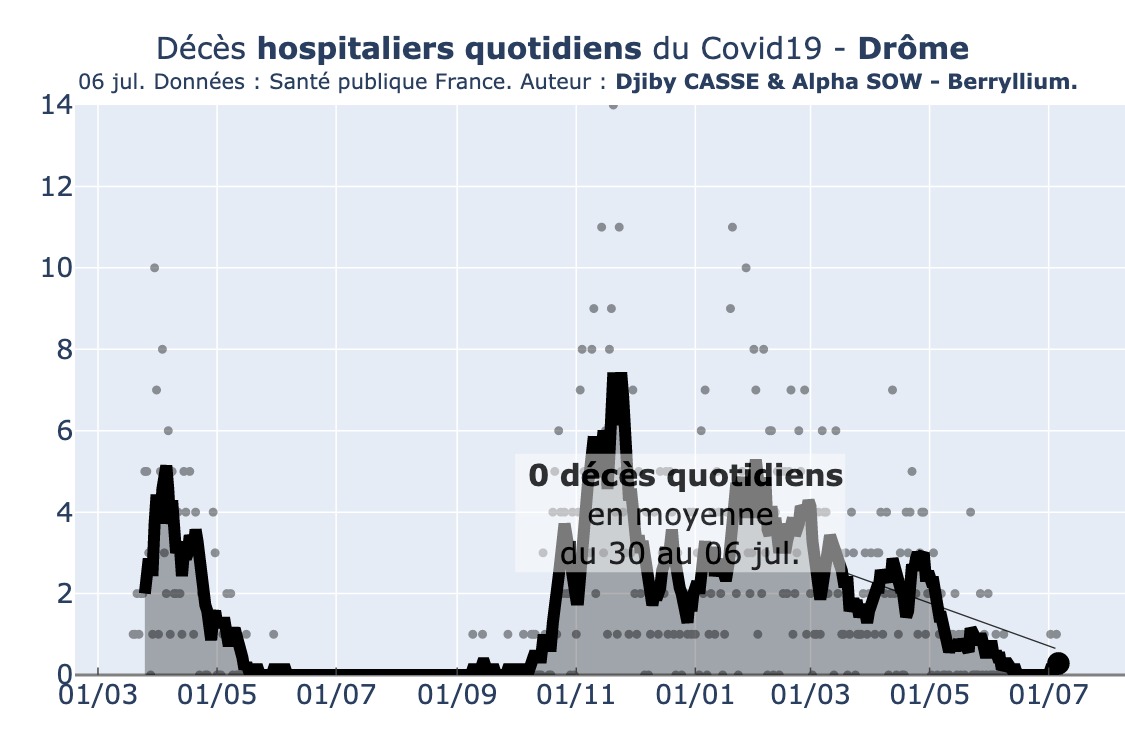 Décès hospitaliers quotidiens du Covid19 - Drôme
06 jul. Données : Santé publique France. Auteur : Djiby CASSE & Alpha SOW - Berryllium.
14
12
10
8
6
4
2
0
0 décès quotidiens
en moyenne
du 30 au 06 jul.
01/03 01/05 01/07 01/09 01/11 01/01 01/03 01/05 01/07